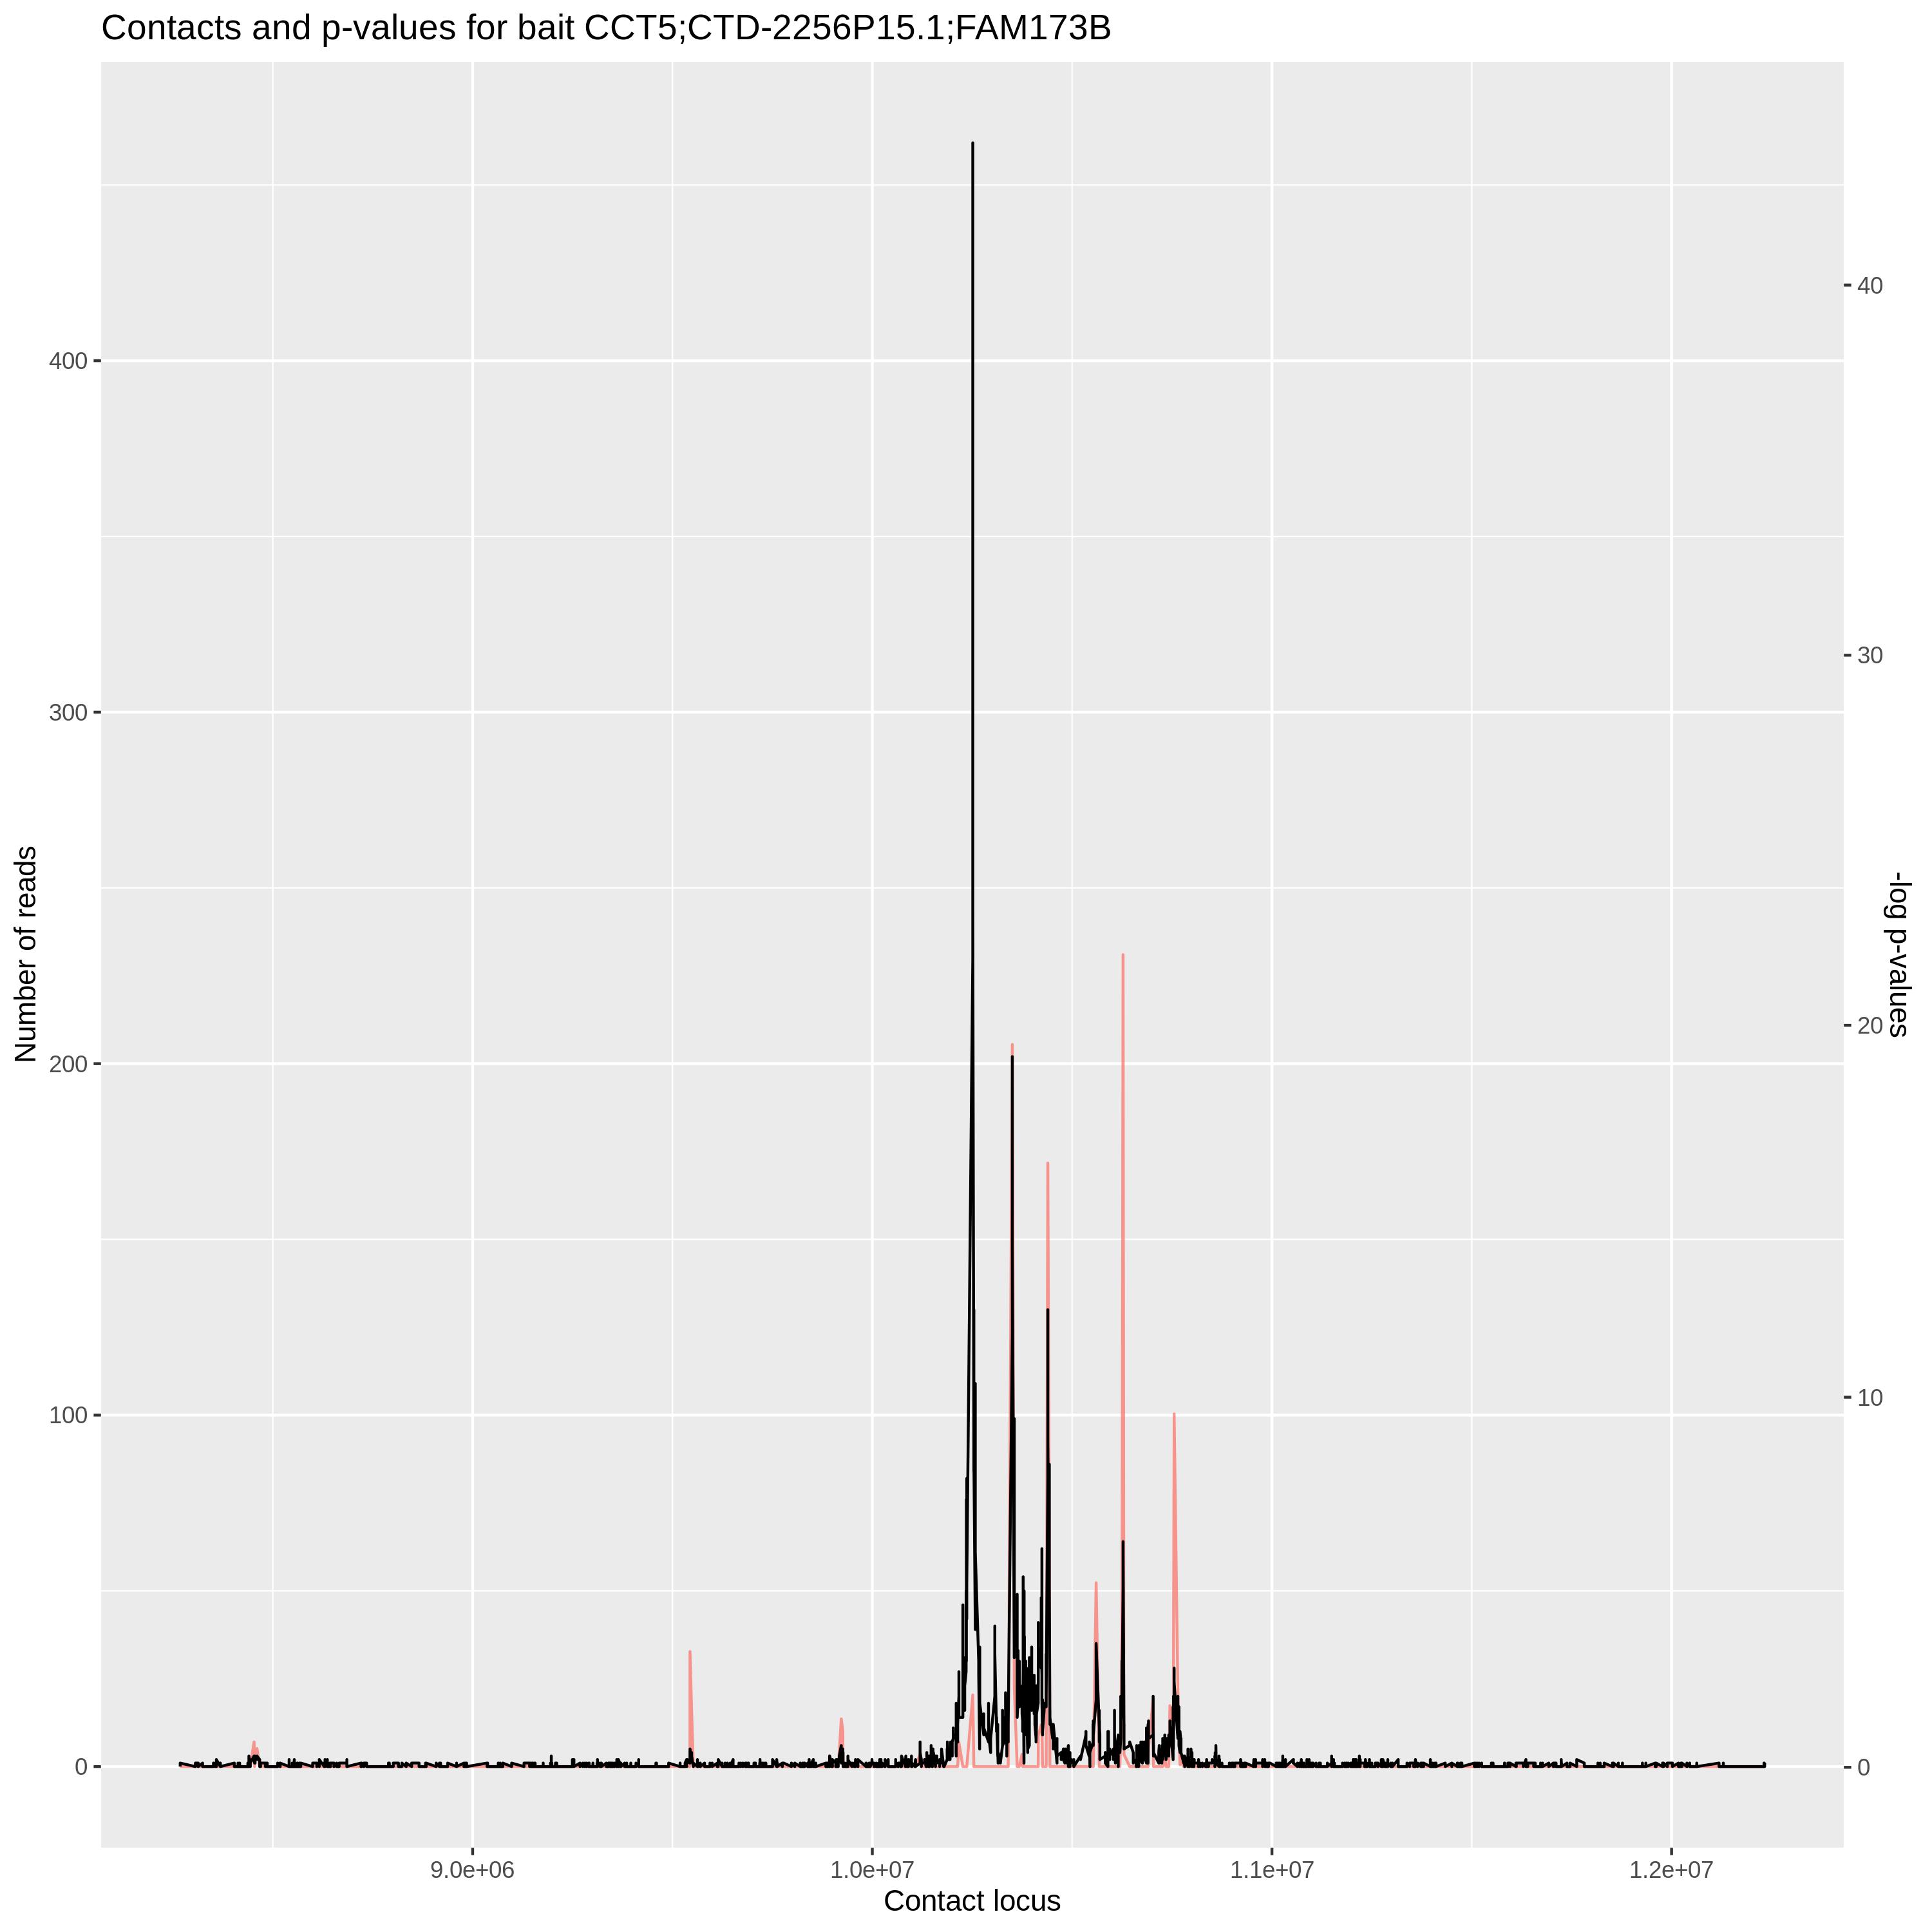 Contacts and p-values for bait CCT5;CTD-2256P15.1;FAM173B
400
300
200
100
0
Number of reads
40
30
20
10
0
-log p-values
9.0e+06
1.0e+07
1.1e+07
1.2e+07
Contact locus